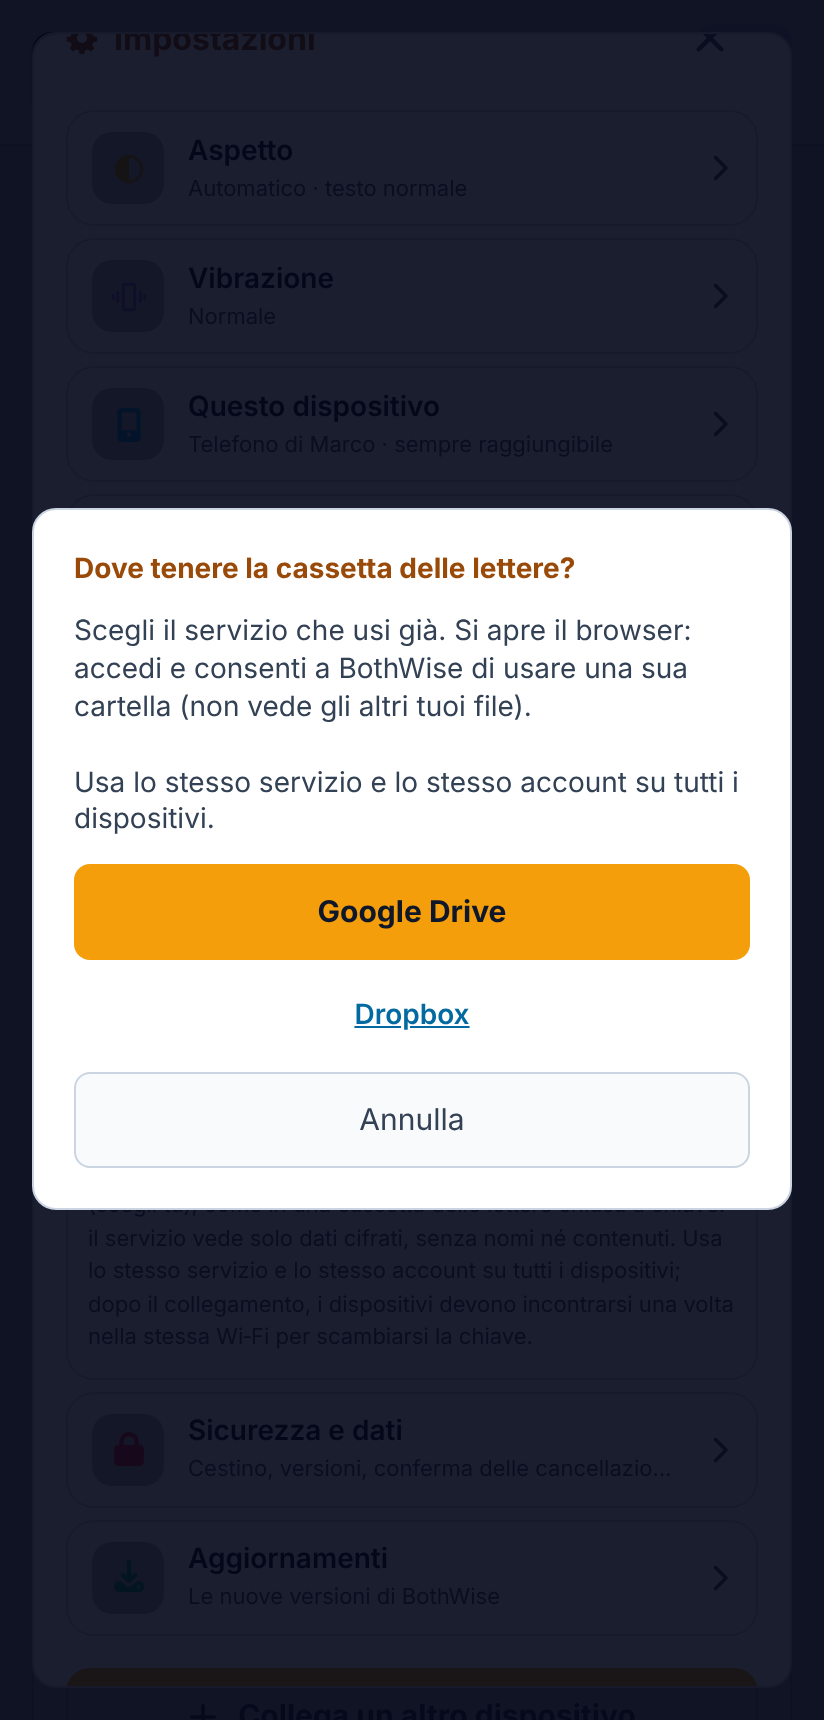 Impostazioni
Aspetto
Automatico · testo normale
Vibrazione
Normale
Questo dispositivo
Telefono di Marco · sempre raggiungibile
Dove tenere la cassetta delle lettere?
Scegli il servizio che usi già. Si apre il browser:
accedi e consenti a BothWise di usare una sua
cartella (non vede gli altri tuoi file).
Usa lo stesso servizio e lo stesso account su tutti i
dispositivi.
Google Drive
Dropbox
Annulla
il servizio vede solo dati cifrati, senza nomi né contenuti. Usa
lo stesso servizio e lo stesso account su tutti i dispositivi;
dopo il collegamento, i dispositivi devono incontrarsi una volta
nella stessa Wi-Fi per scambiarsi la chiave.
Sicurezza e dati
Cestino, versioni, conferma delle cancellazio...
Aggiornamenti
Le nuove versioni di BothWise
Collega un altro dispositivo